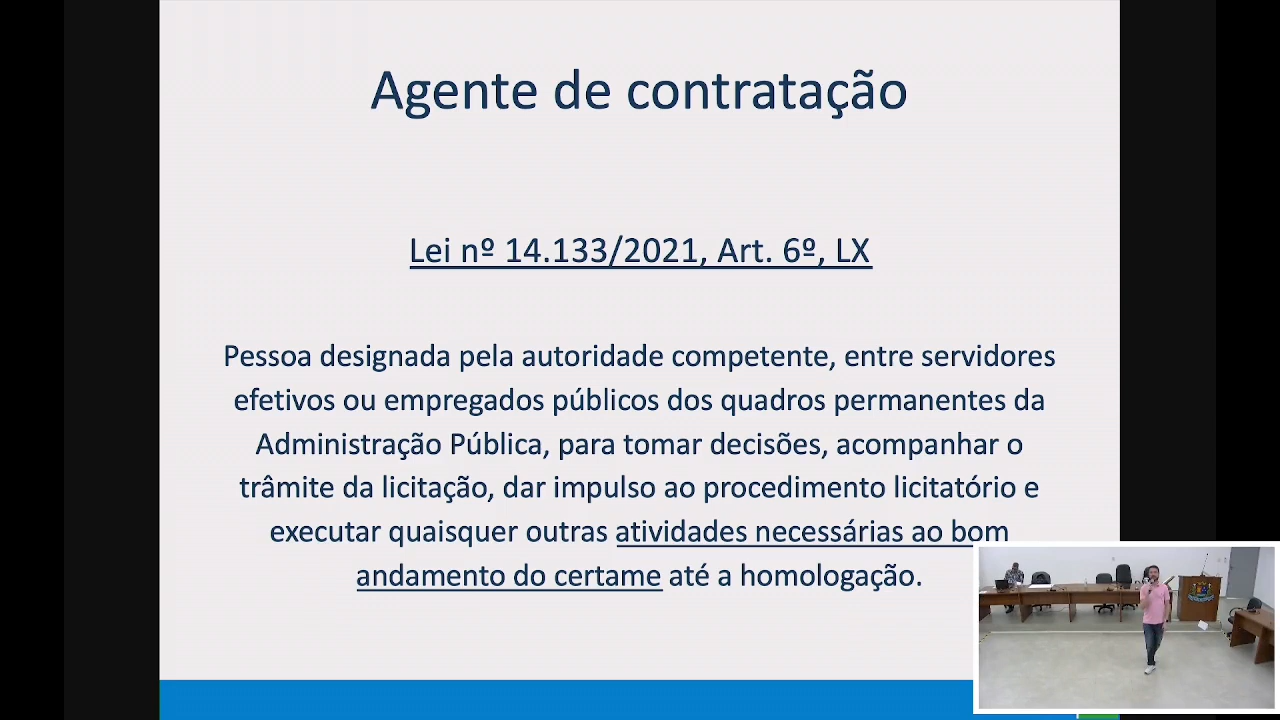 Agente de contratação
Lei nº 14.133/2021, Art. 6º, LX
Pessoa designada pela autoridade competente, entre servidores
efetivos ou empregados públicos dos quadros permanentes da
Administração Pública, para tomar decisões, acompanhar o
trâmite da licitação, dar impulso ao procedimento licitatório e
executar quaisquer outras atividades necessárias ao bom
andamento do certame até a homologação.